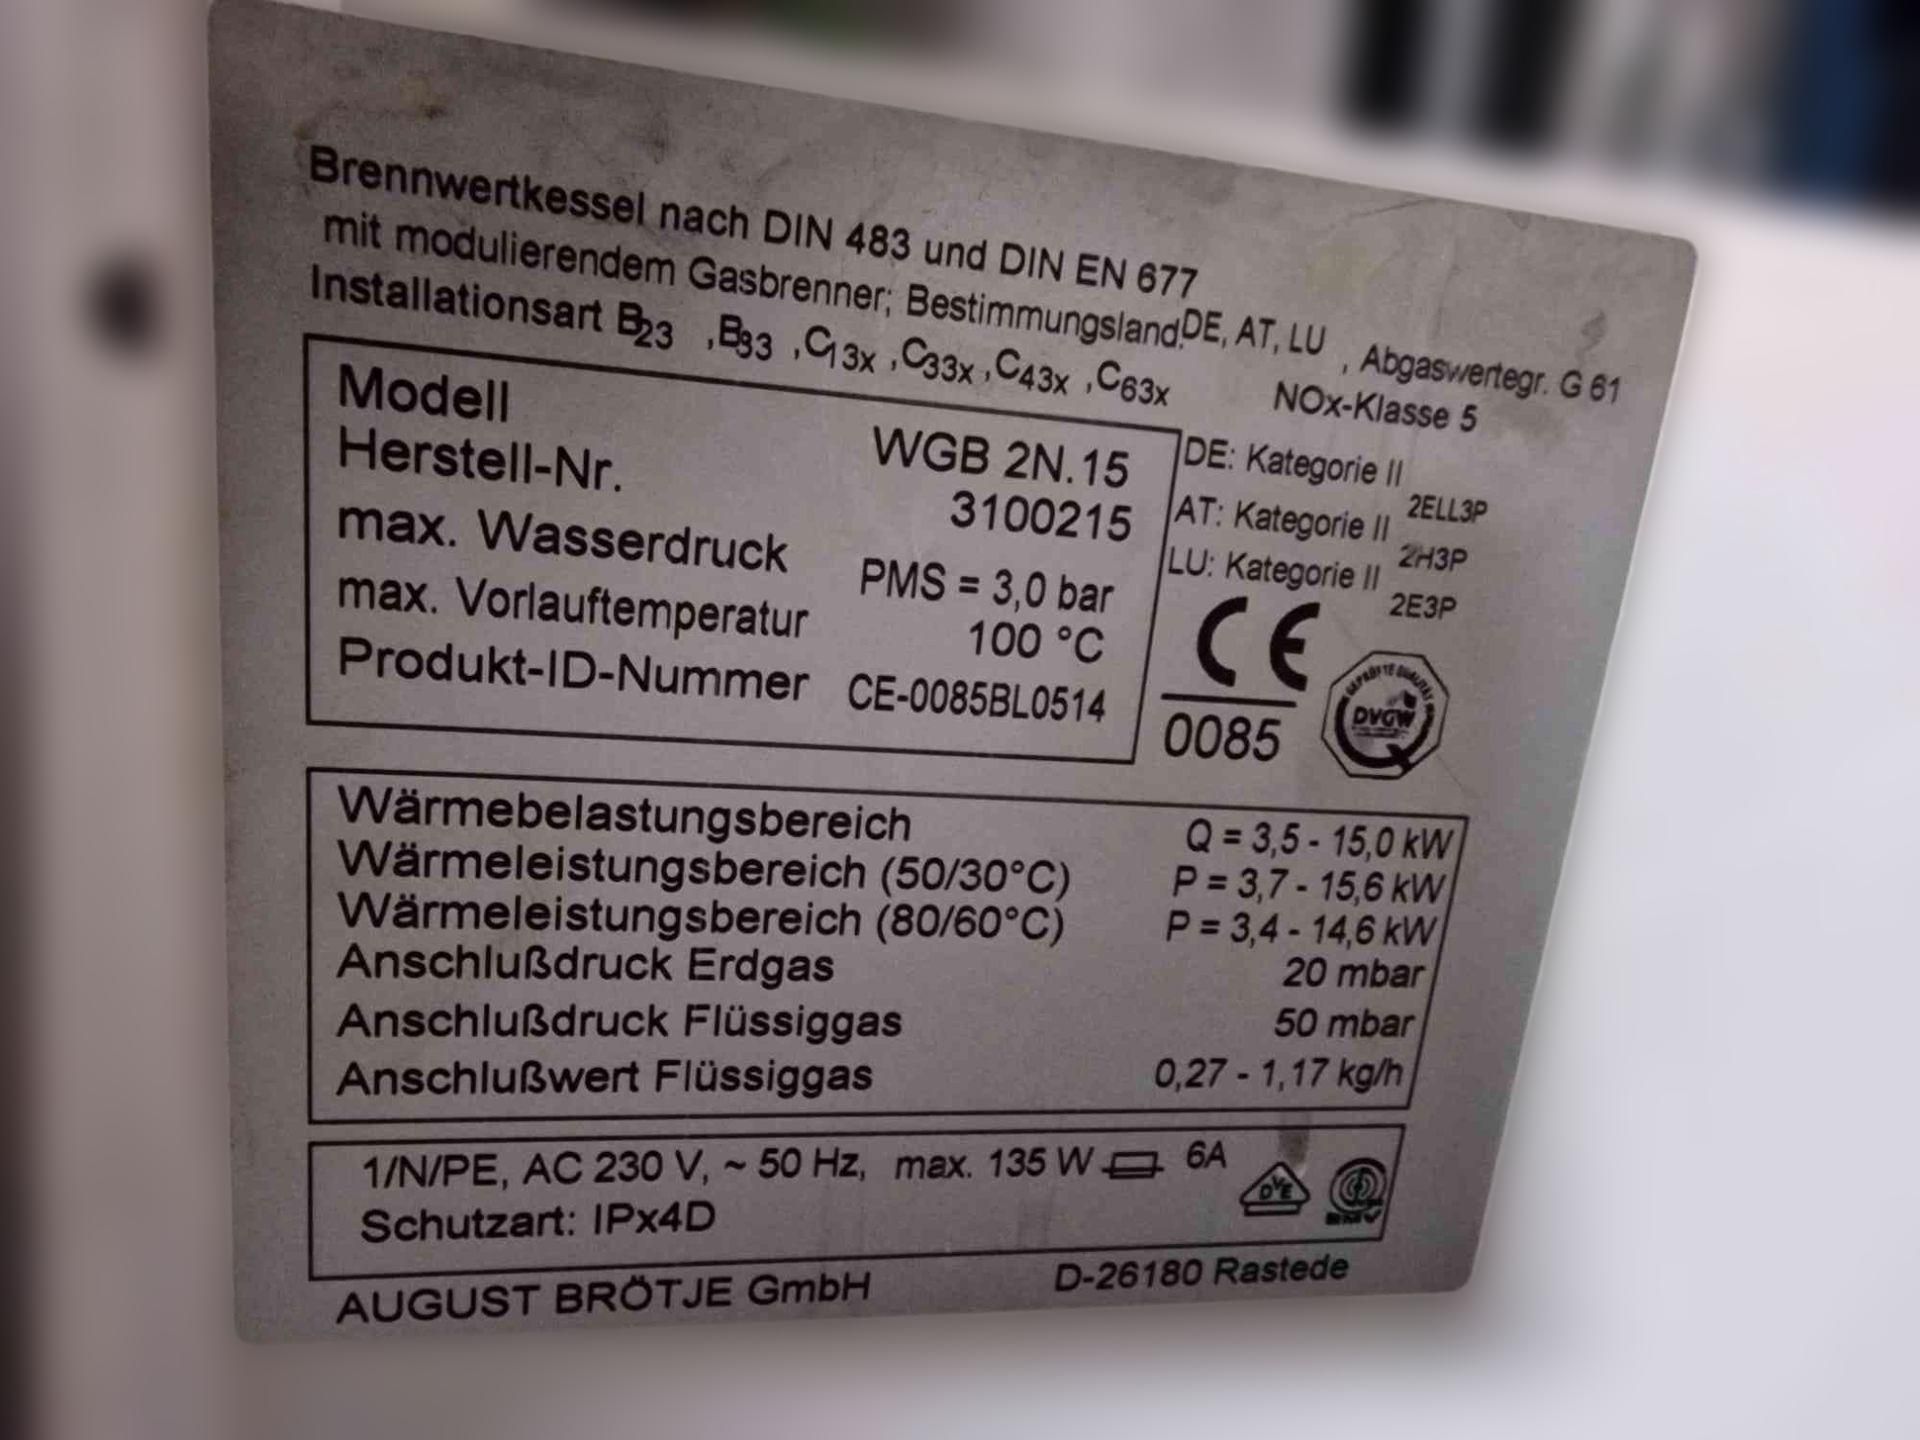 Brennwertkessel nach DIN 483 und DIN EN 677
mit modulierendem Gasbrenner; Bestimmungsland: DE, AT, LU , Abgaswertegr. G 61
Installationsart B23 ,B33 ,C13x ,C33x ,C43x ,C63x NOx-Klasse 5
Modell WGB 2N.15
Herstell-Nr. 3100215
max. Wasserdruck PMS = 3,0 bar
max. Vorlauftemperatur 100 °C
Produkt-ID-Nummer CE-0085BL0514
DE: Kategorie II 2ELL3P
AT: Kategorie II 2H3P
LU: Kategorie II 2E3P
CE
0085
GEPRÜFTE QUALITÄT
DVGW
Wärmebelastungsbereich Q = 3,5 - 15,0 kW
Wärmeleistungsbereich (50/30°C) P = 3,7 - 15,6 kW
Wärmeleistungsbereich (80/60°C) P = 3,4 - 14,6 kW
Anschlußdruck Erdgas 20 mbar
Anschlußdruck Flüssiggas 50 mbar
Anschlußwert Flüssiggas 0,27 - 1,17 kg/h
1/N/PE, AC 230 V, ~ 50 Hz, max. 135 W 6A
Schutzart: IPx4D
DVE
EMV
AUGUST BRÖTJE GmbH D-26180 Rastede